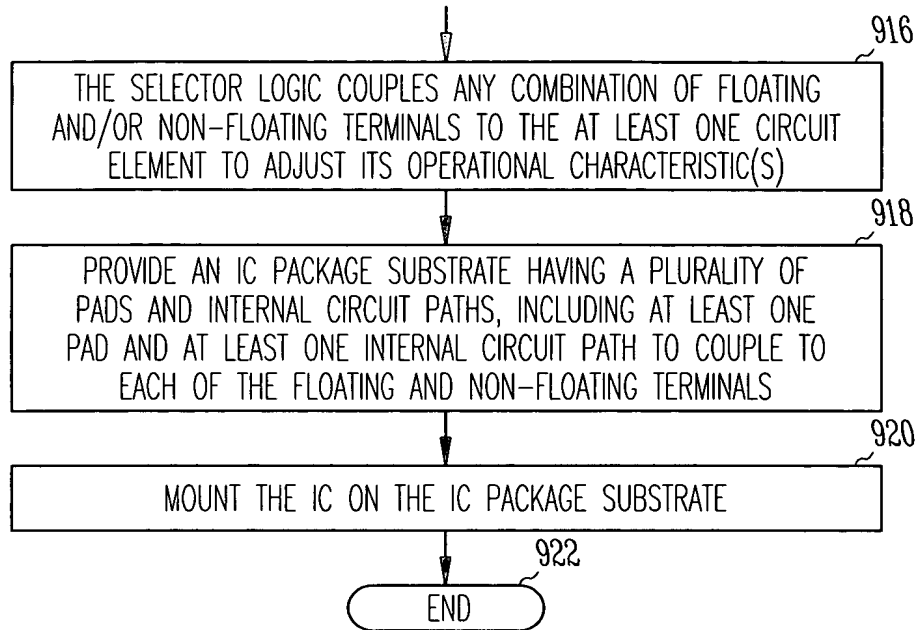 916
THE SELECTOR LOGIC COUPLES ANY COMBINATION OF FLOATING
AND/OR NON-FLOATING TERMINALS TO THE AT LEAST ONE CIRCUIT
ELEMENT TO ADJUST ITS OPERATIONAL CHARACTERISTIC(S)
918
PROVIDE AN IC PACKAGE SUBSTRATE HAVING A PLURALITY OF
PADS AND INTERNAL CIRCUIT PATHS, INCLUDING AT LEAST ONE
PAD AND AT LEAST ONE INTERNAL CIRCUIT PATH TO COUPLE TO
EACH OF THE FLOATING AND NON-FLOATING TERMINALS
920
MOUNT THE IC ON THE IC PACKAGE SUBSTRATE
922
END